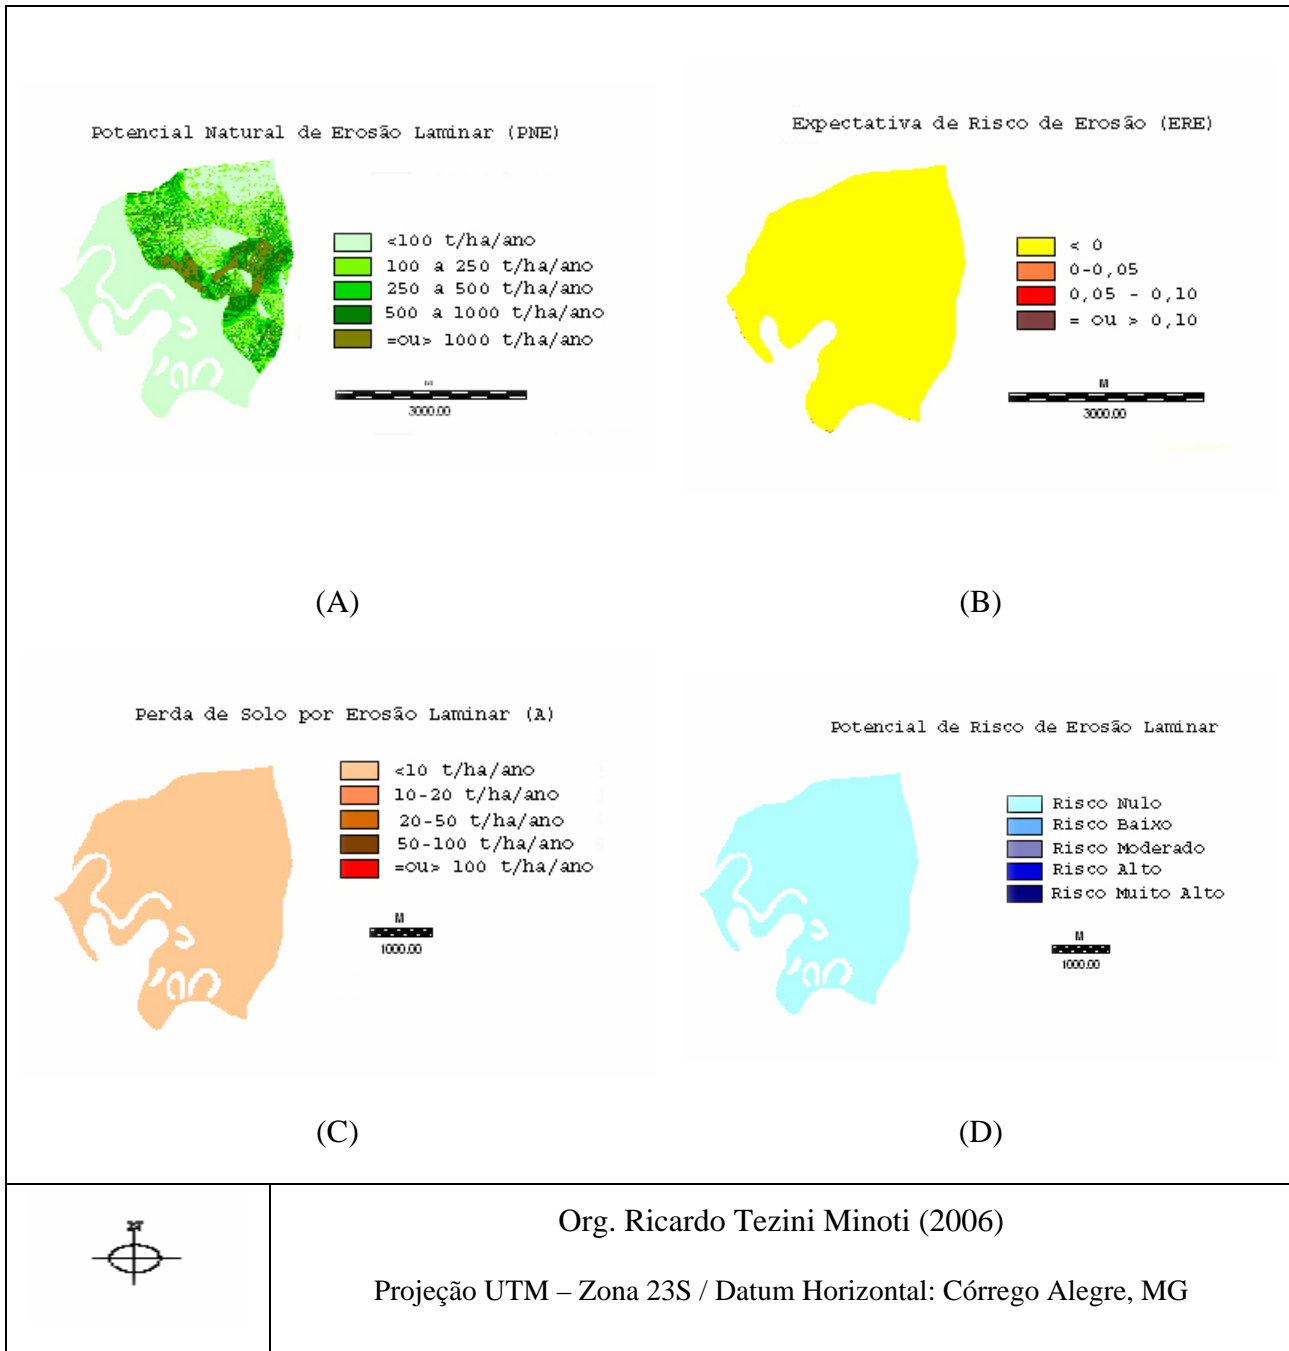 Potencial Natural de Erosão Laminar (PNE)
<100 t/ha/ano
100 a 250 t/ha/ano
250 a 500 t/ha/ano
500 a 1000 t/ha/ano
=ou> 1000 t/ha/ano
m
3000.00
(A)
Expectativa de Risco de Erosão (ERE)
< 0
0-0,05
0,05 - 0,10
= ou > 0,10
M
3000.00
(B)
Perda de Solo por Erosão Laminar (A)
<10 t/ha/ano
10-20 t/ha/ano
20-50 t/ha/ano
50-100 t/ha/ano
=ou> 100 t/ha/ano
M
1000.00
(C)
Potencial de Risco de Erosão Laminar
Risco Nulo
Risco Baixo
Risco Moderado
Risco Alto
Risco Muito Alto
M
1000.00
(D)
Org. Ricardo Tezini Minoti (2006)
Projeção UTM – Zona 23S / Datum Horizontal: Córrego Alegre, MG